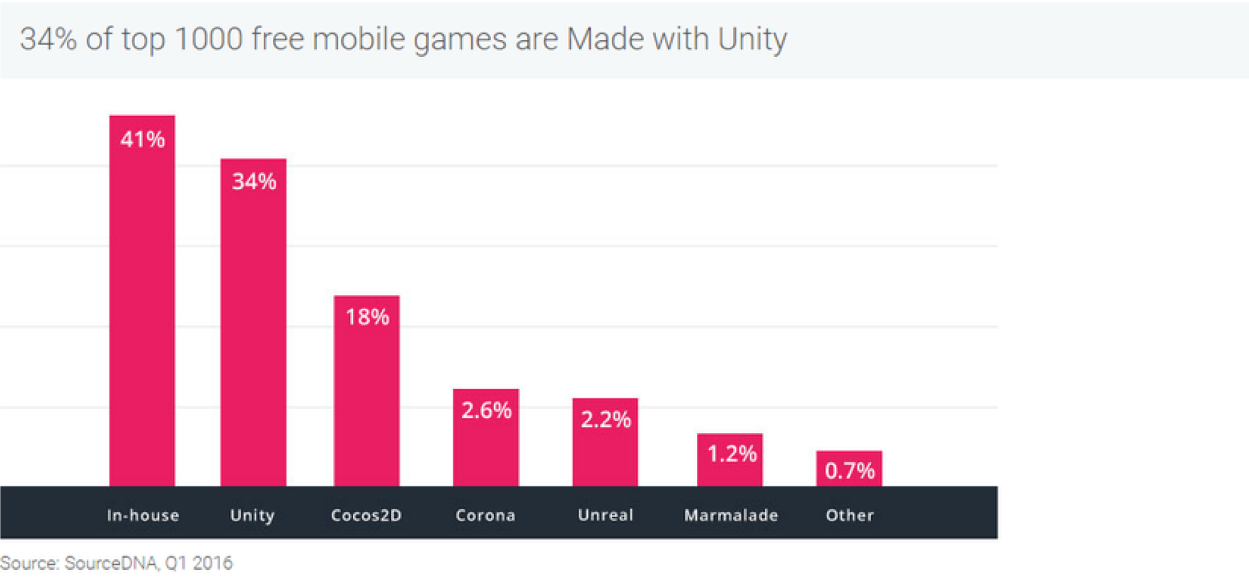 34% of top 1000 free mobile games are Made with Unity
41%
34%
18%
2.6%
2.2%
1.2%
0.7%
In-house Unity Cocos2D Corona Unreal Marmalade Other
Source: SourceDNA, Q1 2016